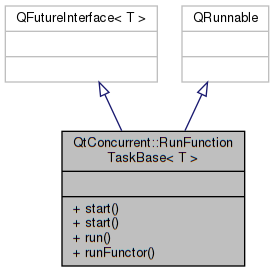 QFutureInterface< T >
QRunnable
QtConcurrent::RunFunction
TaskBase< T >
+ start()
+ start()
+ run()
+ runFunctor()